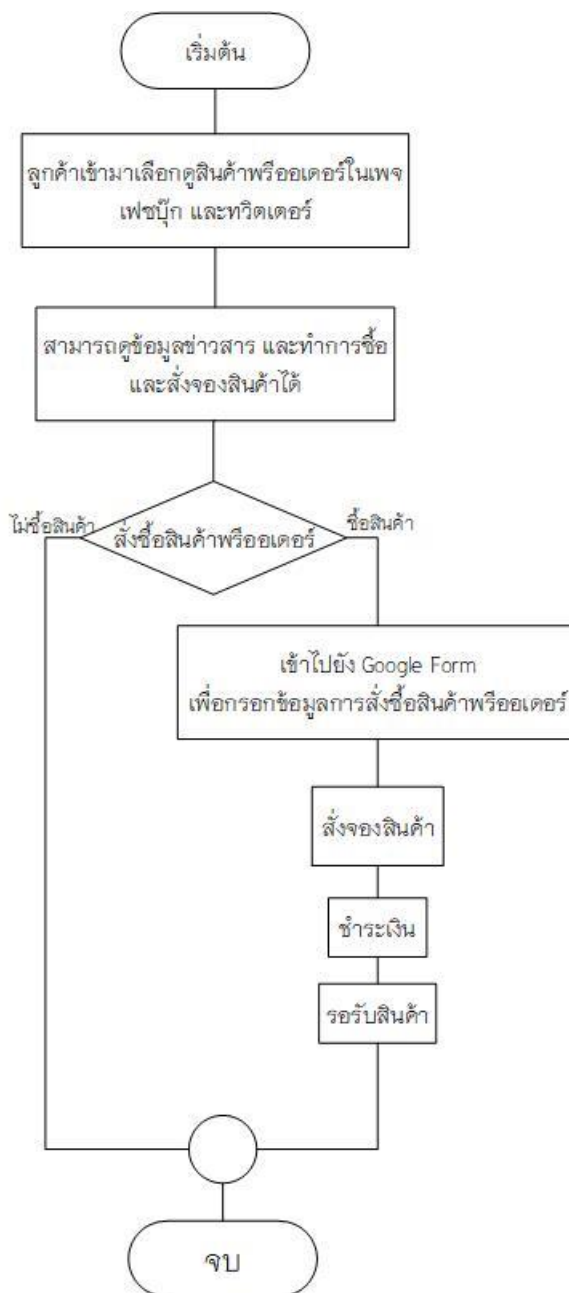 เริ่มต้น
ลูกค้าเข้ามาเลือกดูสินค้าพรีออเดอร์ในเพจ
เฟซบุ๊ก และทวิตเตอร์
สามารถดูข้อมูลข่าวสาร และทำการซื้อ
และสั่งจองสินค้าได้
ไม่ซื้อสินค้า
สั่งซื้อสินค้าพรีออเดอร์
ซื้อสินค้า
เข้าไปยัง Google Form
เพื่อกรอกข้อมูลการสั่งซื้อสินค้าพรีออเดอร์
สั่งจองสินค้า
ชำระเงิน
รอรับสินค้า
จบ